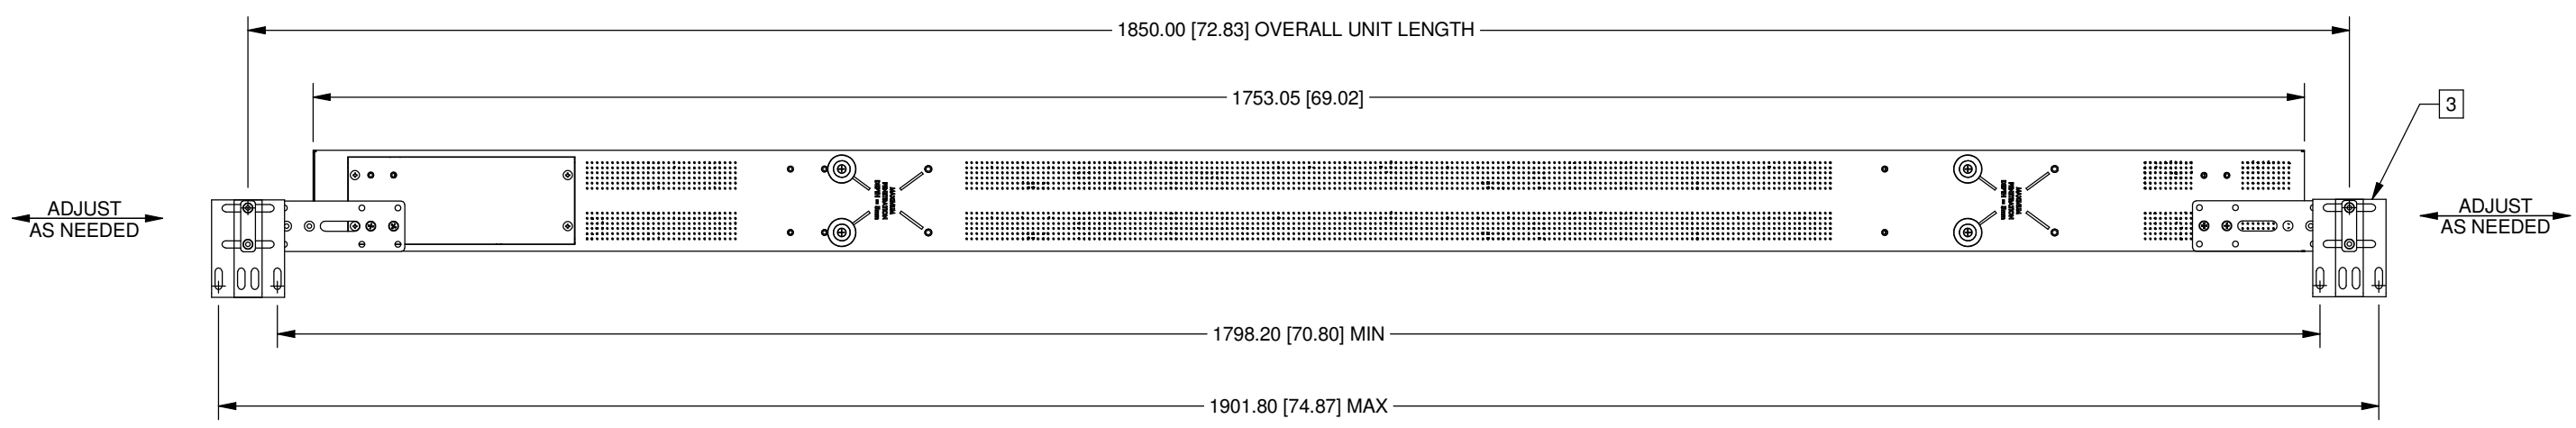 1850.00 [72.83] OVERALL UNIT LENGTH
1753.05 [69.02]
3
ADJUST
AS NEEDED
ADJUST
AS NEEDED
1798.20 [70.80] MIN
1901.80 [74.87] MAX